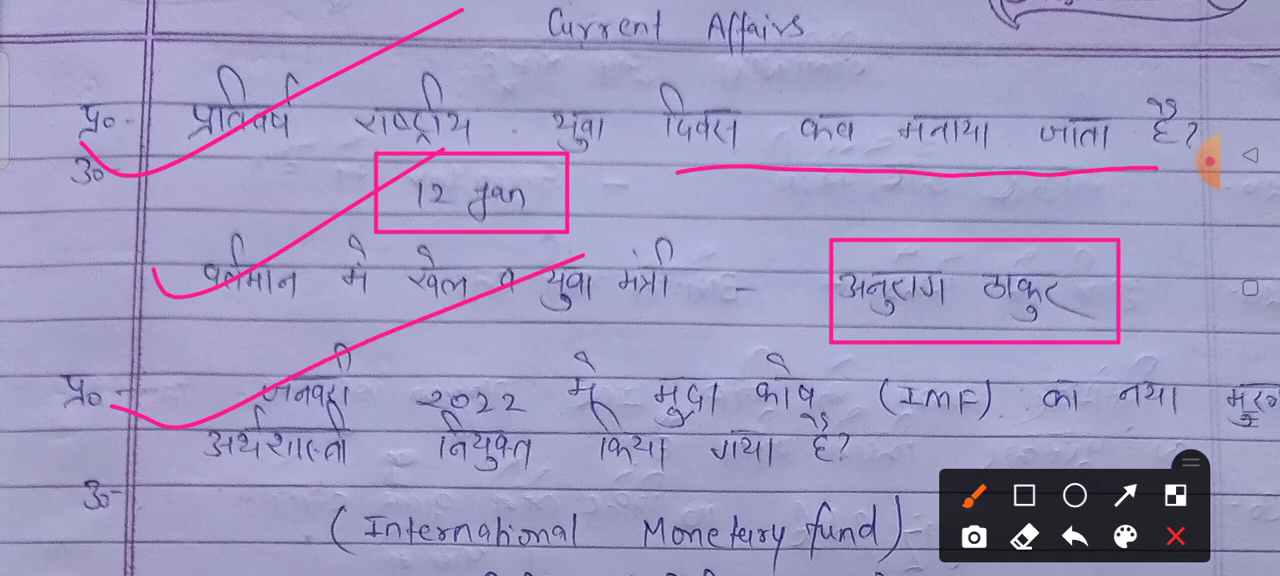 Current Affairs
प्र०- प्रतिवर्ष राष्ट्रीय युवा दिवस कब मनाया जाता है?
उ०
12 Jan
वर्तमान मे खेल व युवा मंत्री - अनुराग ठाकुर
प्र०- जनवरी 2022 मे मुद्रा कोष (IMF) का नया
अर्थशास्त्री नियुक्त किया गया है?
उ०-
(International Monetary fund)